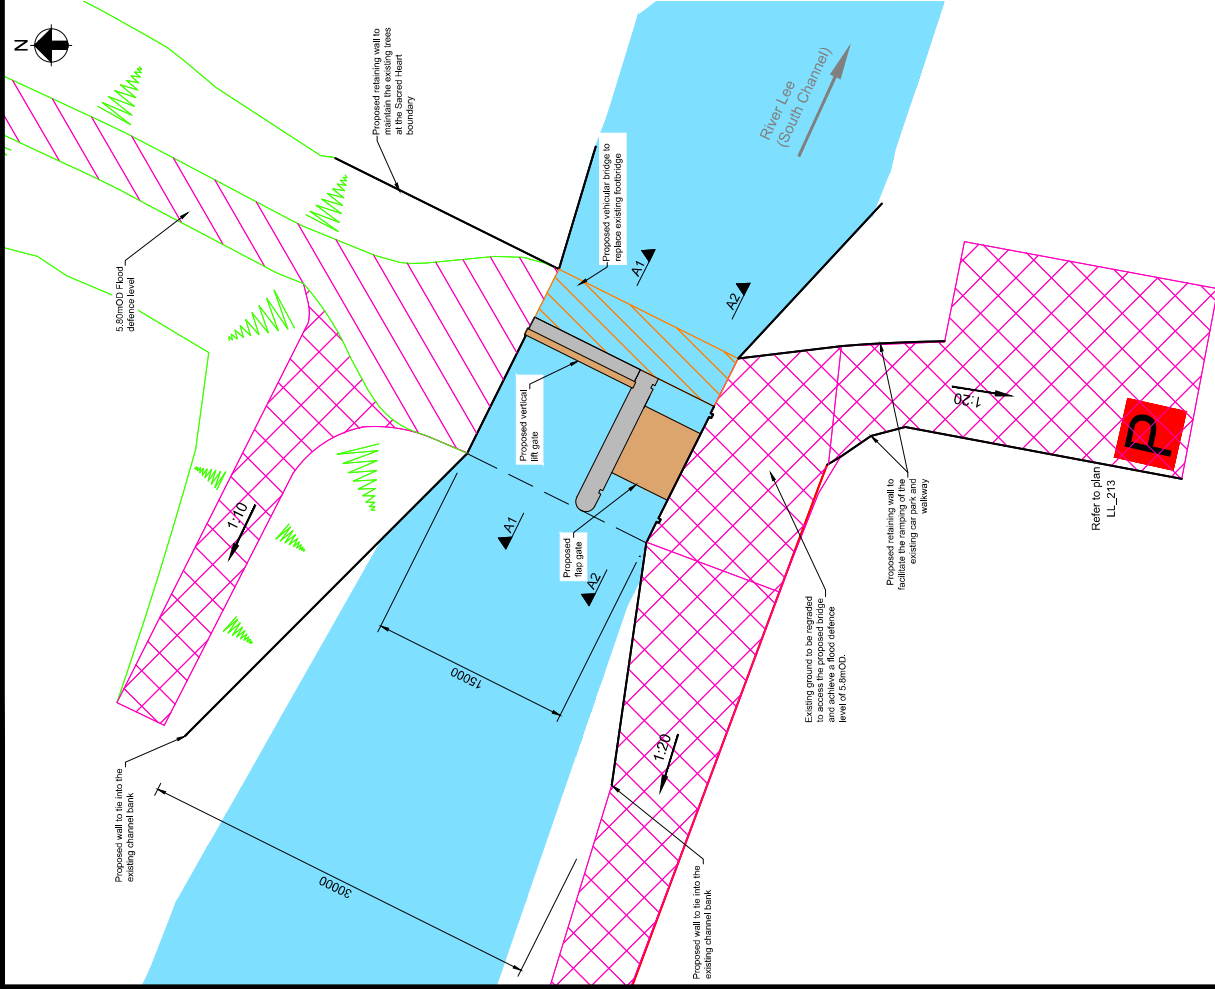 N
Proposed retaining wall to
maintain the existing trees
at the Sacred Heart
boundary
River Lee
(South Channel)
Proposed vehicular bridge to
replace existing footbridge
5.80mOD Flood
defence level
A1
A2
Proposed vertical
lift gate
1:20
P
Refer to plan
LL_213
1:10
A1
Proposed
flap gate
A2
Proposed retaining wall to
facilitate the ramping of the
existing car park and
walkway
Existing ground to be regraded
to access the proposed bridge
and achieve a flood defence
level of 5.8mOD.
15000
1:20
Proposed wall to tie into the
existing channel bank
30000
Proposed wall to tie into the
existing channel bank